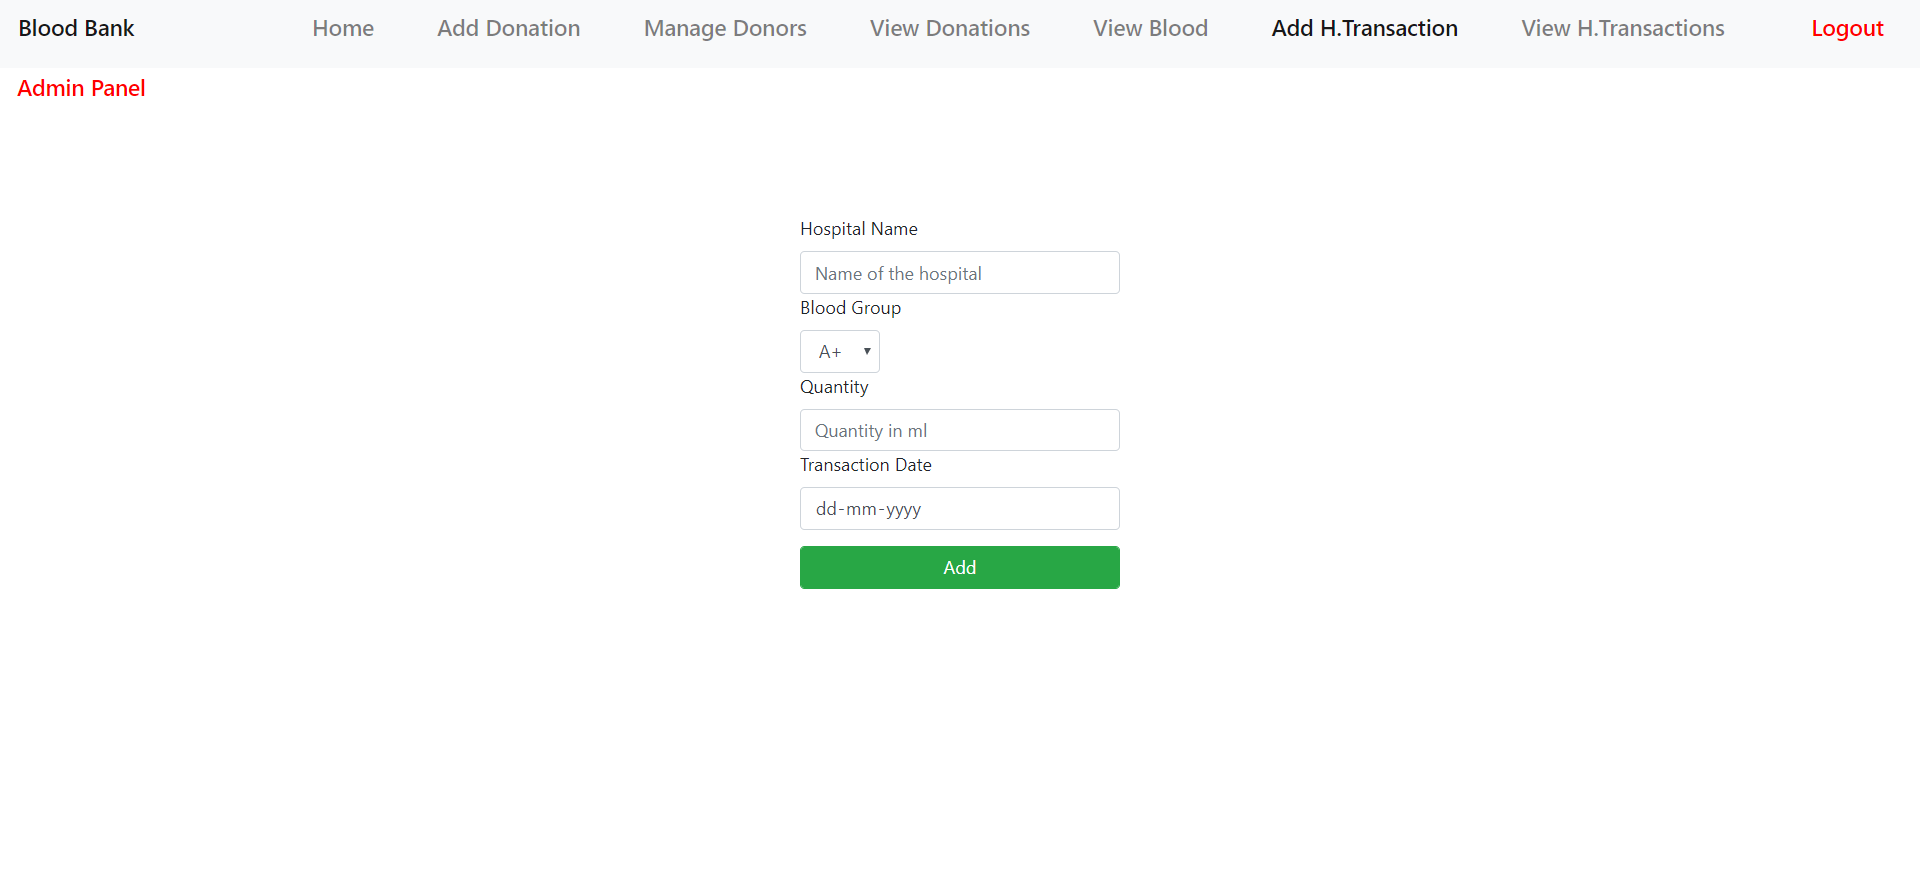 Blood Bank Home Add Donation Manage Donors View Donations View Blood Add H.Transaction View H.Transactions Logout
Admin Panel
Hospital Name
Name of the hospital
Blood Group
A+
Quantity
Quantity in ml
Transaction Date
dd-mm-yyyy
Add